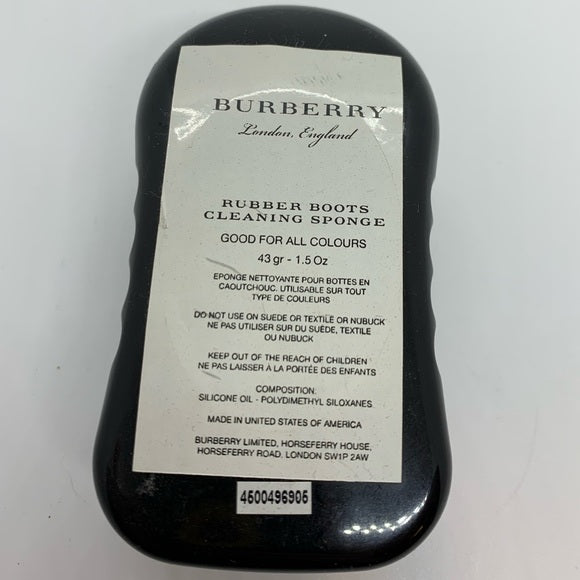 BURBERRY
London, England
RUBBER BOOTS
CLEANING SPONGE
GOOD FOR ALL COLOURS
43 gr - 1.5 Oz
EPONGE NETTOYANTE POUR BOTTES EN
CAOUTCHOUC. UTILISABLE SUR TOUT
TYPE DE COULEURS
DO NOT USE ON SUEDE OR TEXTILE OR NUBUCK
NE PAS UTILISER SUR DU SUÈDE, TEXTILE
OU NUBUCK
KEEP OUT OF THE REACH OF CHILDREN
NE PAS LAISSER À LA PORTÉE DES ENFANTS
COMPOSITION.
SILICONE OIL - POLYDIMETHYL SILOXANES
MADE IN UNITED STATES OF AMERICA
BURBERRY LIMITED, HORSEFERRY HOUSE,
HORSEFERRY ROAD. LONDON SW1P 2AW
4500496905